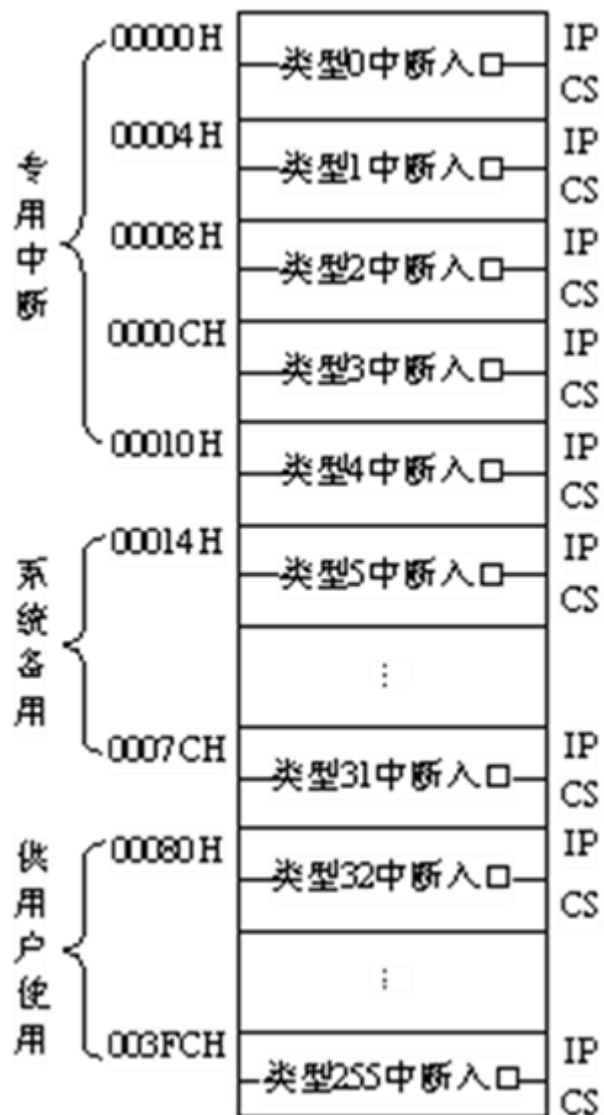 专用中断
00000H
类型0中断入口
IP
CS
00004H
类型1中断入口
IP
CS
00008H
类型2中断入口
IP
CS
0000CH
类型3中断入口
IP
CS
00010H
类型4中断入口
IP
CS
系统备用
00014H
类型5中断入口
IP
CS
⋮
0007CH
类型31中断入口
IP
CS
供用户使用
00080H
类型32中断入口
IP
CS
⋮
003FCH
类型255中断入口
IP
CS